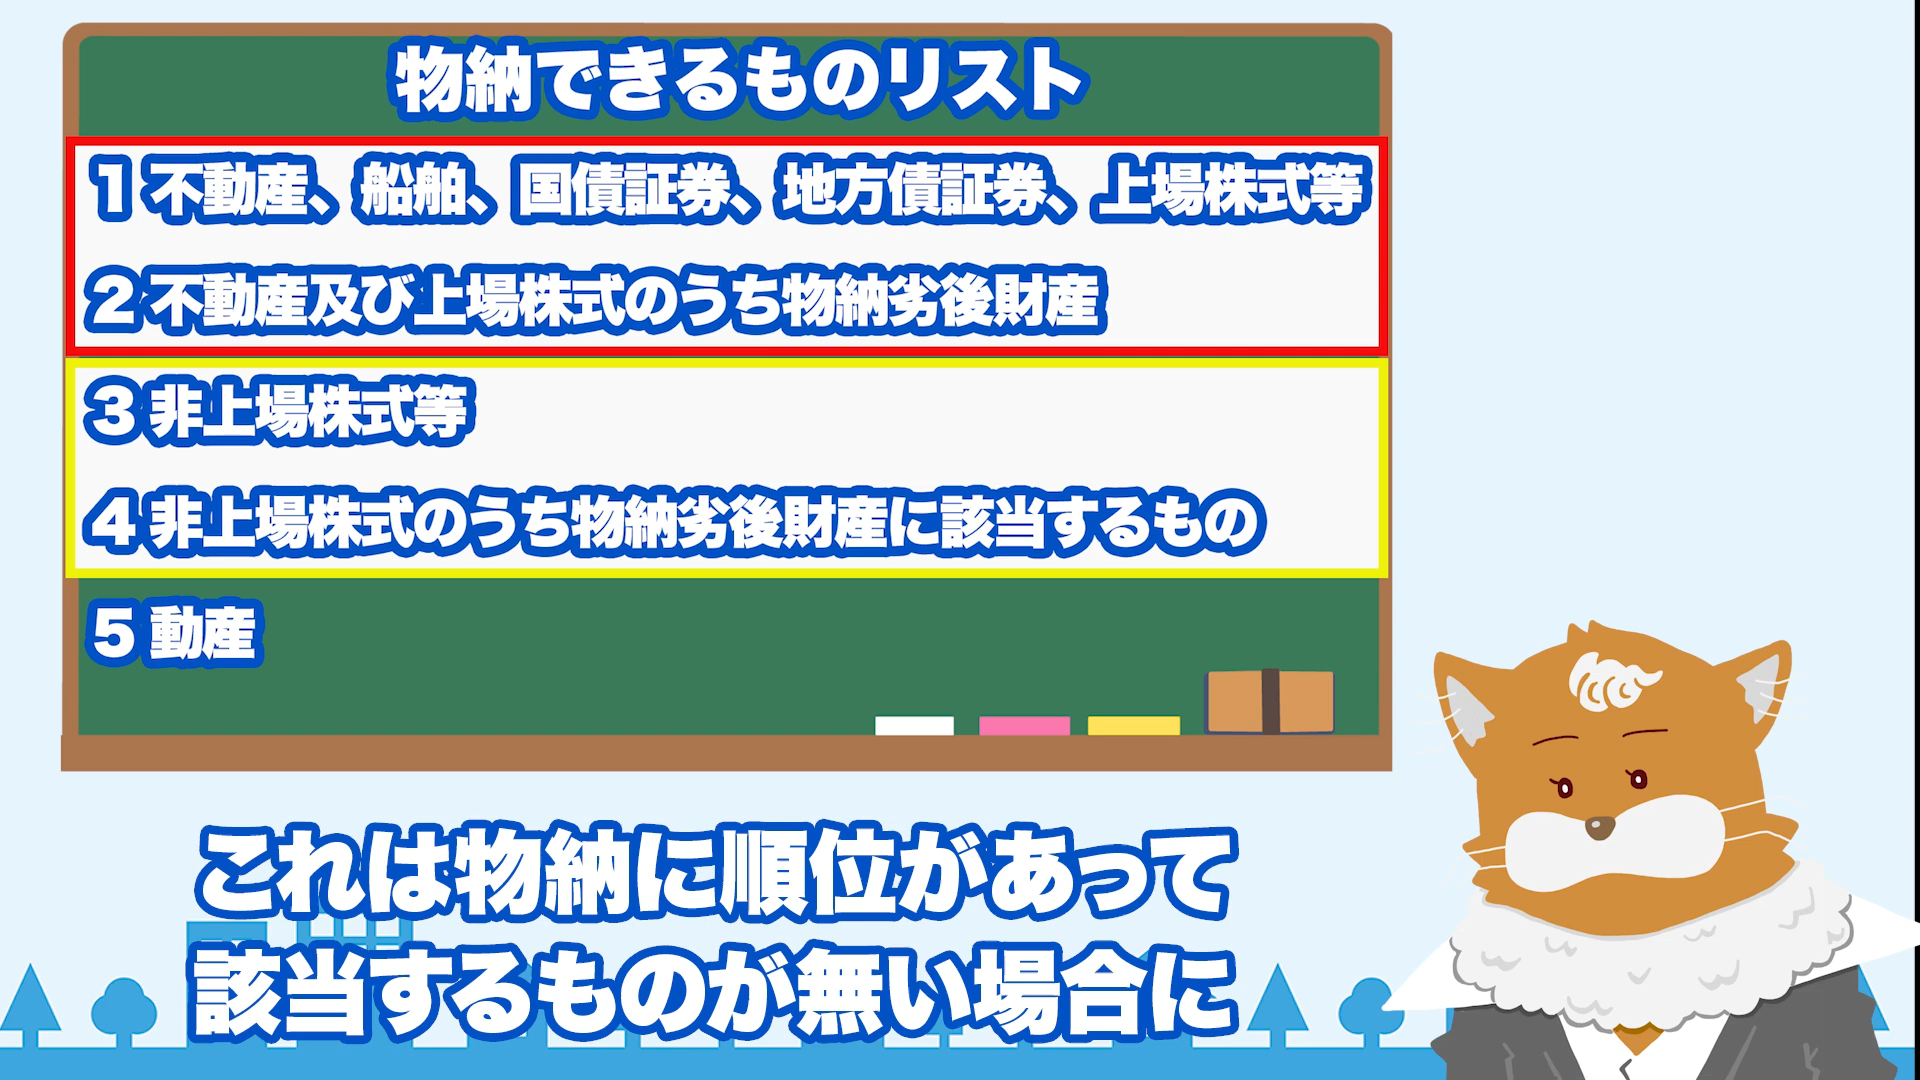 物納できるものリスト
1 不動産、船舶、国債証券、地方債証券、上場株式等
2 不動産及び上場株式のうち物納劣後財産
3 非上場株式等
4 非上場株式のうち物納劣後財産に該当するもの
5 動産
これは物納に順位があって
該当するものが無い場合に